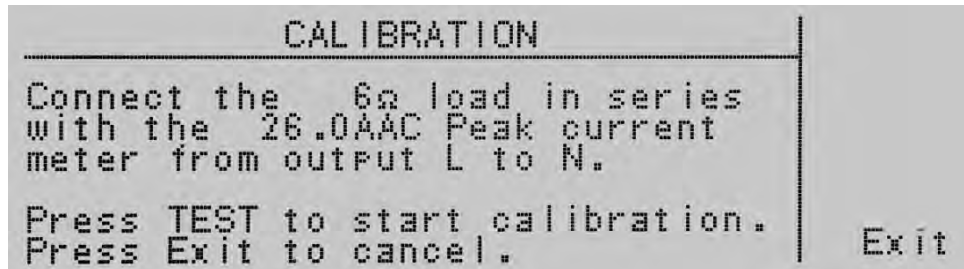 CALIBRATION
Connect the 6Ω load in series
with the 26.0AAC Peak current
meter from output L to N.
Press TEST to start calibration.
Press Exit to cancel.
Exit